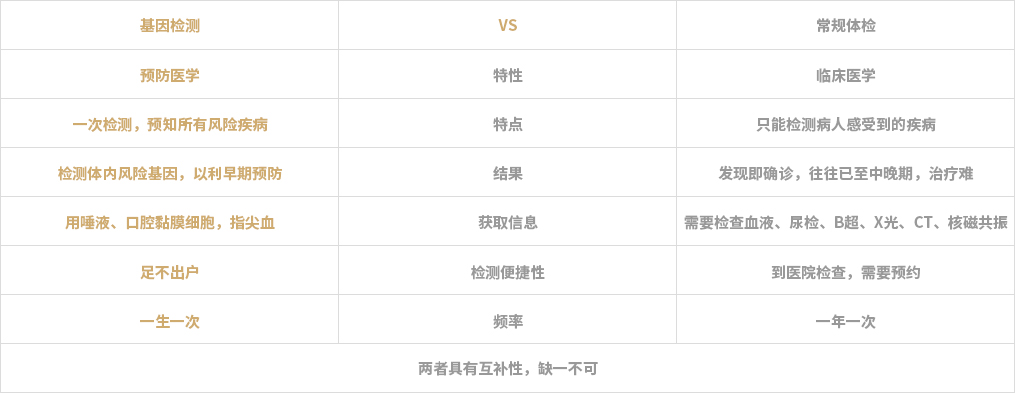 基因检测 VS 常规体检
预防医学 特性 临床医学
一次检测，预知所有风险疾病 特点 只能检测病人感受到的疾病
检测体内风险基因，以利早期预防 结果 发现即确诊，往往已至中晚期，治疗难
用唾液、口腔黏膜细胞，指尖血 获取信息 需要检查血液、尿检、B超、X光、CT、核磁共振
足不出户 检测便捷性 到医院检查，需要预约
一生一次 频率 一年一次
两者具有互补性，缺一不可